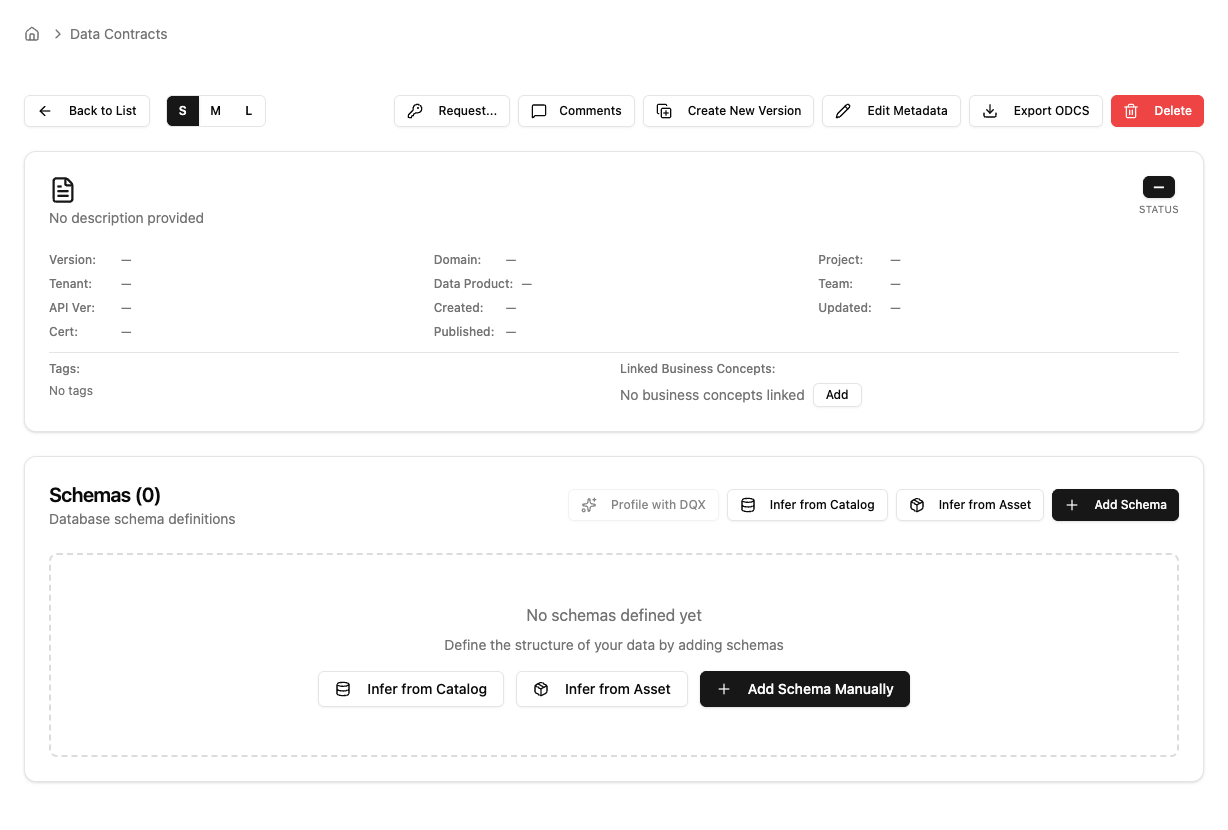 Data Contracts
Back to List S M L Request... Comments Create New Version Edit Metadata Export ODCS Delete
—
STATUS
No description provided
Version: — Domain: — Project: —
Tenant: — Data Product: — Team: —
API Ver: — Created: — Updated: —
Cert: — Published: —
Tags: Linked Business Concepts:
No tags No business concepts linked Add
Schemas (0)
Database schema definitions
Profile with DQX Infer from Catalog Infer from Asset Add Schema
No schemas defined yet
Define the structure of your data by adding schemas
Infer from Catalog Infer from Asset Add Schema Manually